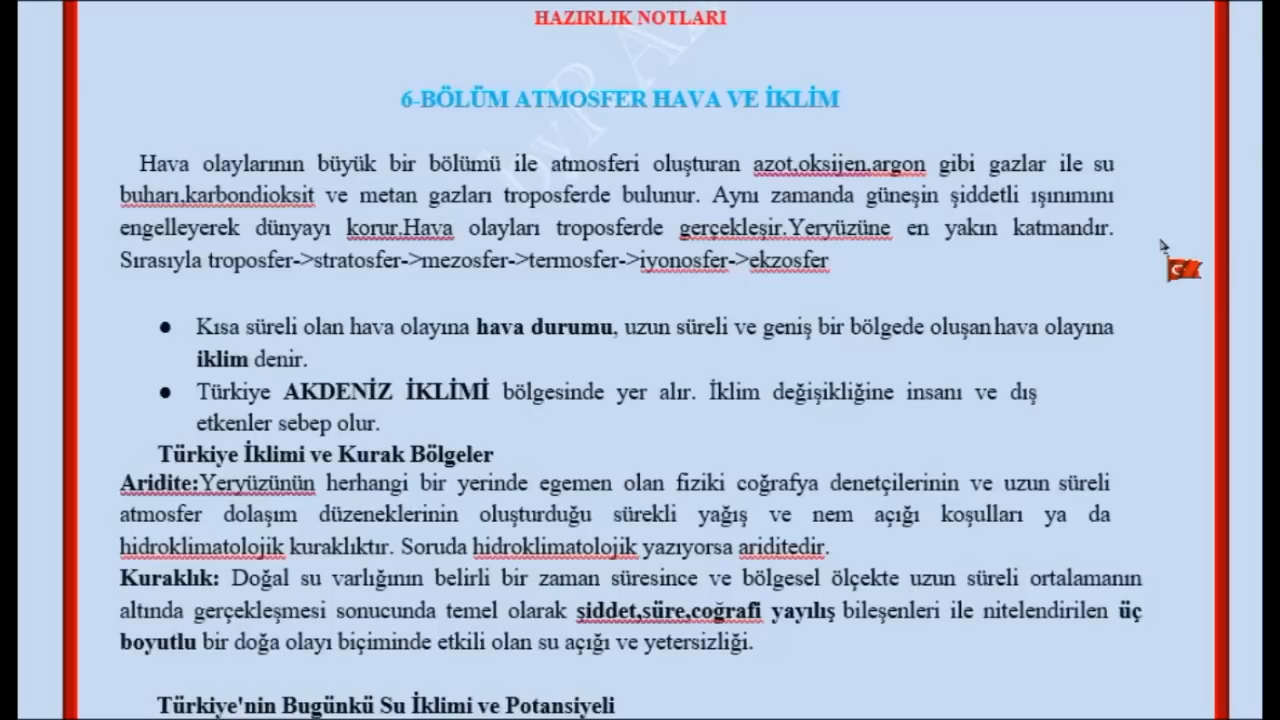 HAZIRLIK NOTLARI
6-BÖLÜM ATMOSFER HAVA VE İKLİM
Hava olaylarının büyük bir bölümü ile atmosferi oluşturan azot,oksijen,argon gibi gazlar ile su
buharı,karbondioksit ve metan gazları troposferde bulunur. Aynı zamanda güneşin şiddetli ışınımını
engelleyerek dünyayı korur.Hava olayları troposferde gerçekleşir.Yeryüzüne en yakın katmandır.
Sırasıyla troposfer->stratosfer->mezosfer->termosfer->iyonosfer->ekzosfer
● Kısa süreli olan hava olayına hava durumu, uzun süreli ve geniş bir bölgede oluşan hava olayına
iklim denir.
● Türkiye AKDENİZ İKLİMİ bölgesinde yer alır. İklim değişikliğine insanı ve dış
etkenler sebep olur.
Türkiye İklimi ve Kurak Bölgeler
Aridite:Yeryüzünün herhangi bir yerinde egemen olan fiziki coğrafya denetçilerinin ve uzun süreli
atmosfer dolaşım düzeneklerinin oluşturduğu sürekli yağış ve nem açığı koşulları ya da
hidroklimatolojik kuraklıktır. Soruda hidroklimatolojik yazıyorsa ariditedir.
Kuraklık: Doğal su varlığının belirli bir zaman süresince ve bölgesel ölçekte uzun süreli ortalamanın
altında gerçekleşmesi sonucunda temel olarak şiddet,süre,coğrafi yayılış bileşenleri ile nitelendirilen üç
boyutlu bir doğa olayı biçiminde etkili olan su açığı ve yetersizliği.
Türkiye'nin Bugünkü Su İklimi ve Potansiyeli